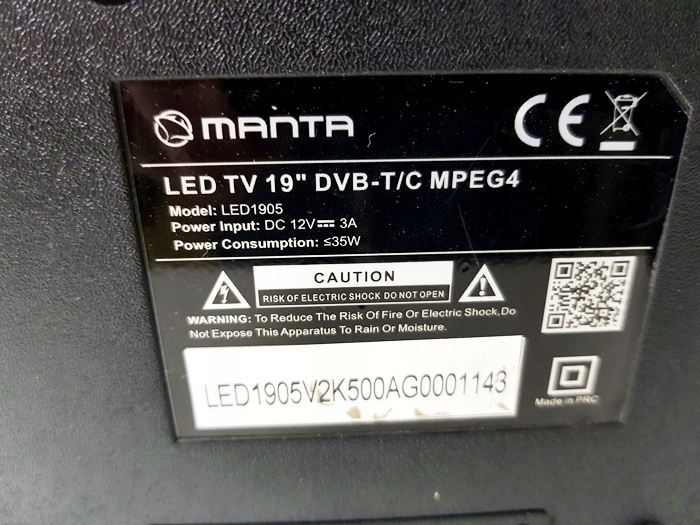 MANTA
CE
LED TV 19" DVB-T/C MPEG4
Model: LED1905
Power Input: DC 12V⎓ 3A
Power Consumption: ≤35W
CAUTION
RISK OF ELECTRIC SHOCK DO NOT OPEN
WARNING: To Reduce The Risk Of Fire Or Electric Shock,Do
Not Expose This Apparatus To Rain Or Moisture.
LED1905V2K500AG0001143
Made in PRC